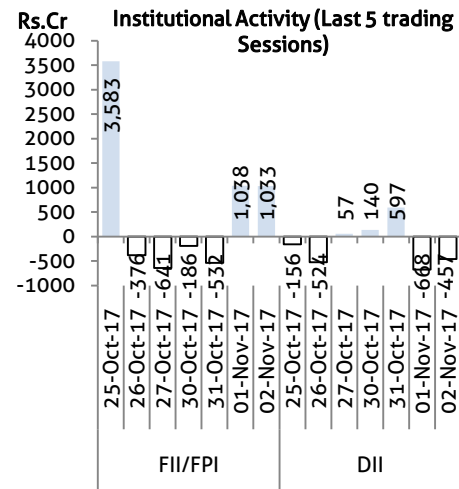 Rs.Cr
Institutional Activity (Last 5 trading
Sessions)
4000
3500
3000
2500
2000
1500
1000
500
0
-500
-1000
3,583
-376
-641
-186
-532
1,038
1,033
-156
-524
57
140
597
-668
-457
25-Oct-17
26-Oct-17
27-Oct-17
30-Oct-17
31-Oct-17
01-Nov-17
02-Nov-17
25-Oct-17
26-Oct-17
27-Oct-17
30-Oct-17
31-Oct-17
01-Nov-17
02-Nov-17
FII/FPI
DII